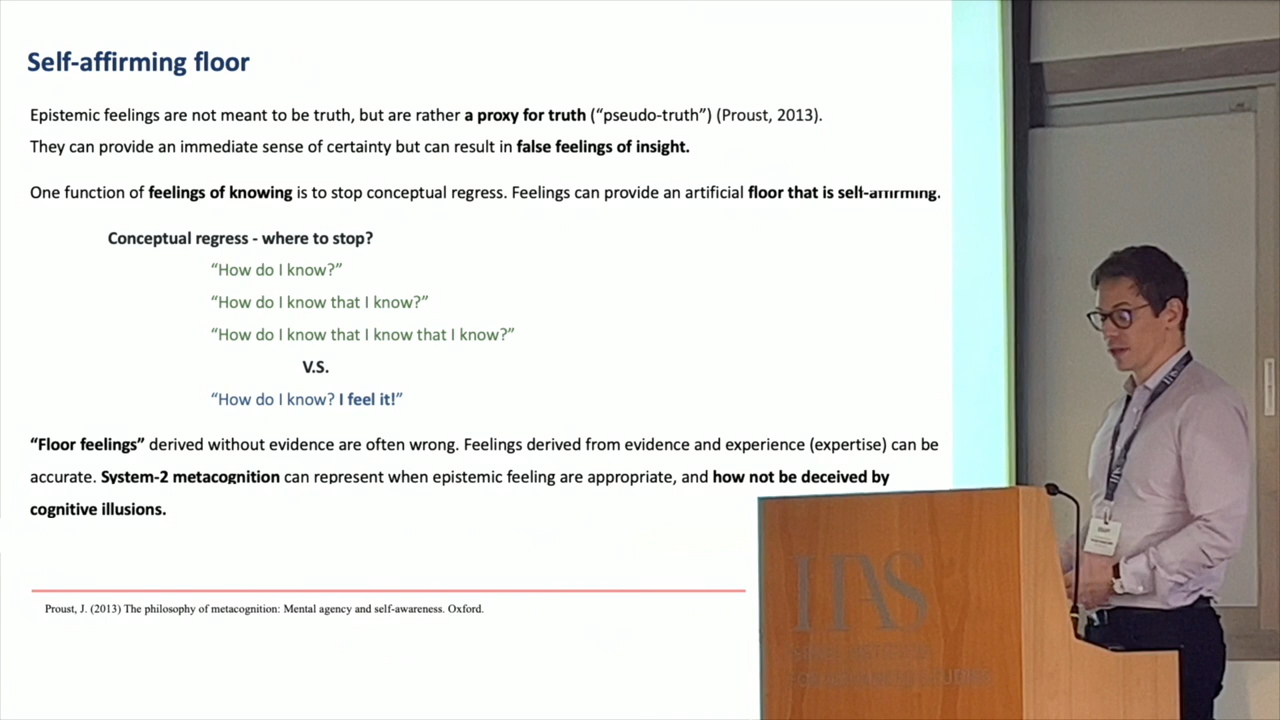 Self-affirming floor
Epistemic feelings are not meant to be truth, but are rather a proxy for truth (“pseudo-truth”) (Proust, 2013).
They can provide an immediate sense of certainty but can result in false feelings of insight.
One function of feelings of knowing is to stop conceptual regress. Feelings can provide an artificial floor that is self-affirming.
Conceptual regress - where to stop?
“How do I know?”
“How do I know that I know?”
“How do I know that I know that I know?”
V.S.
“How do I know? I feel it!”
“Floor feelings” derived without evidence are often wrong. Feelings derived from evidence and experience (expertise) can be
accurate. System-2 metacognition can represent when epistemic feeling are appropriate, and how not be deceived by
cognitive illusions.
Proust, J. (2013) The philosophy of metacognition: Mental agency and self-awareness. Oxford.
IIAS